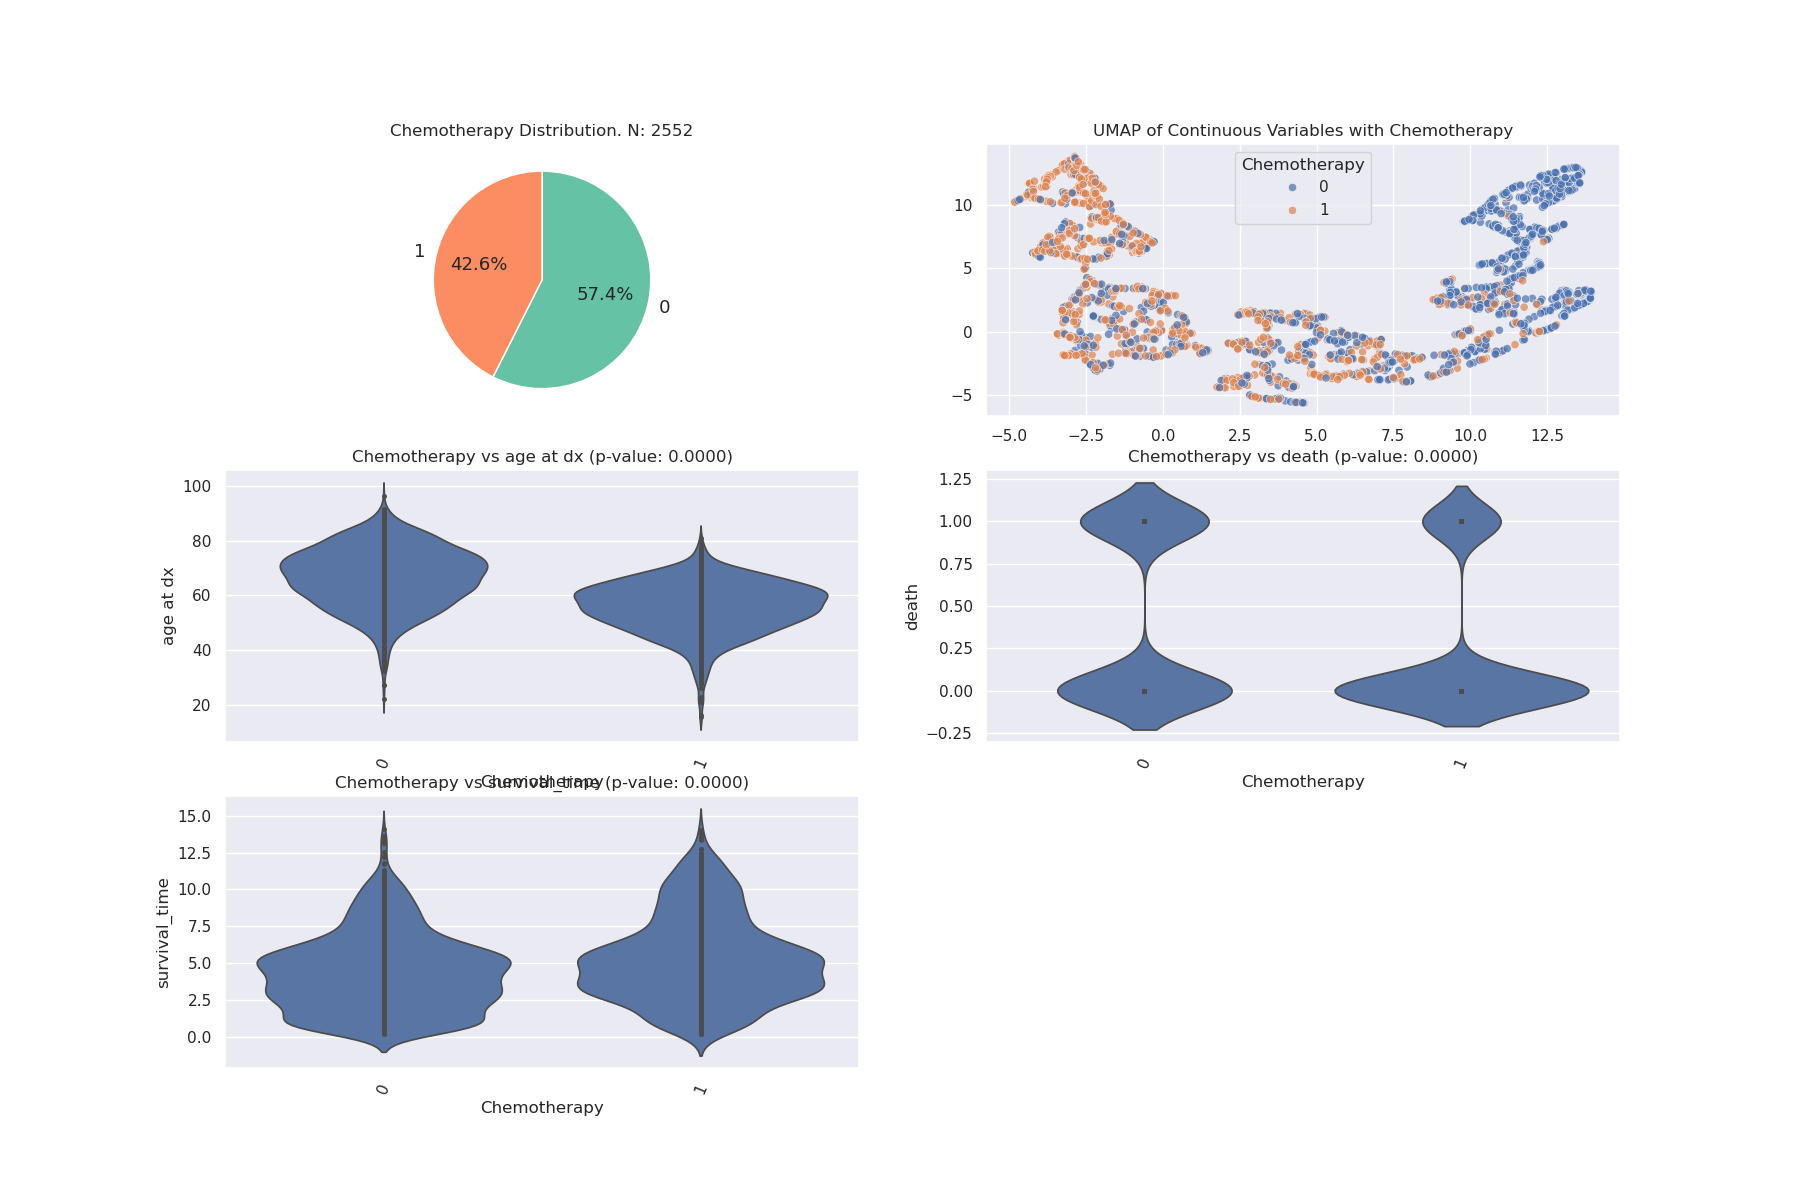 Chemotherapy Distribution. N: 2552
1
42.6%
57.4%
0
UMAP of Continuous Variables with Chemotherapy
Chemotherapy
0
1
10
5
0
−5
−5.0 −2.5 0.0 2.5 5.0 7.5 10.0 12.5
Chemotherapy vs age at dx (p-value: 0.0000)
age at dx
100
80
60
40
20
0 1
Chemotherapy
Chemotherapy vs death (p-value: 0.0000)
death
1.25
1.00
0.75
0.50
0.25
0.00
−0.25
0 1
Chemotherapy
Chemotherapy vs survival_time (p-value: 0.0000)
survival_time
15.0
12.5
10.0
7.5
5.0
2.5
0.0
0 1
Chemotherapy